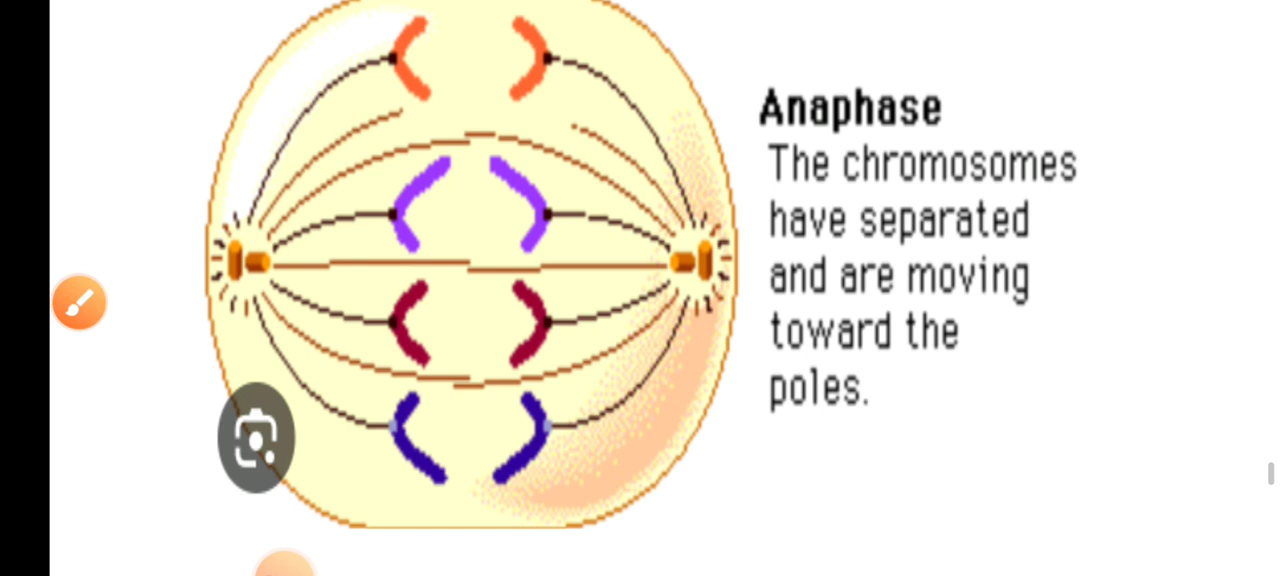 Anaphase
The chromosomes
have separated
and are moving
toward the
poles.